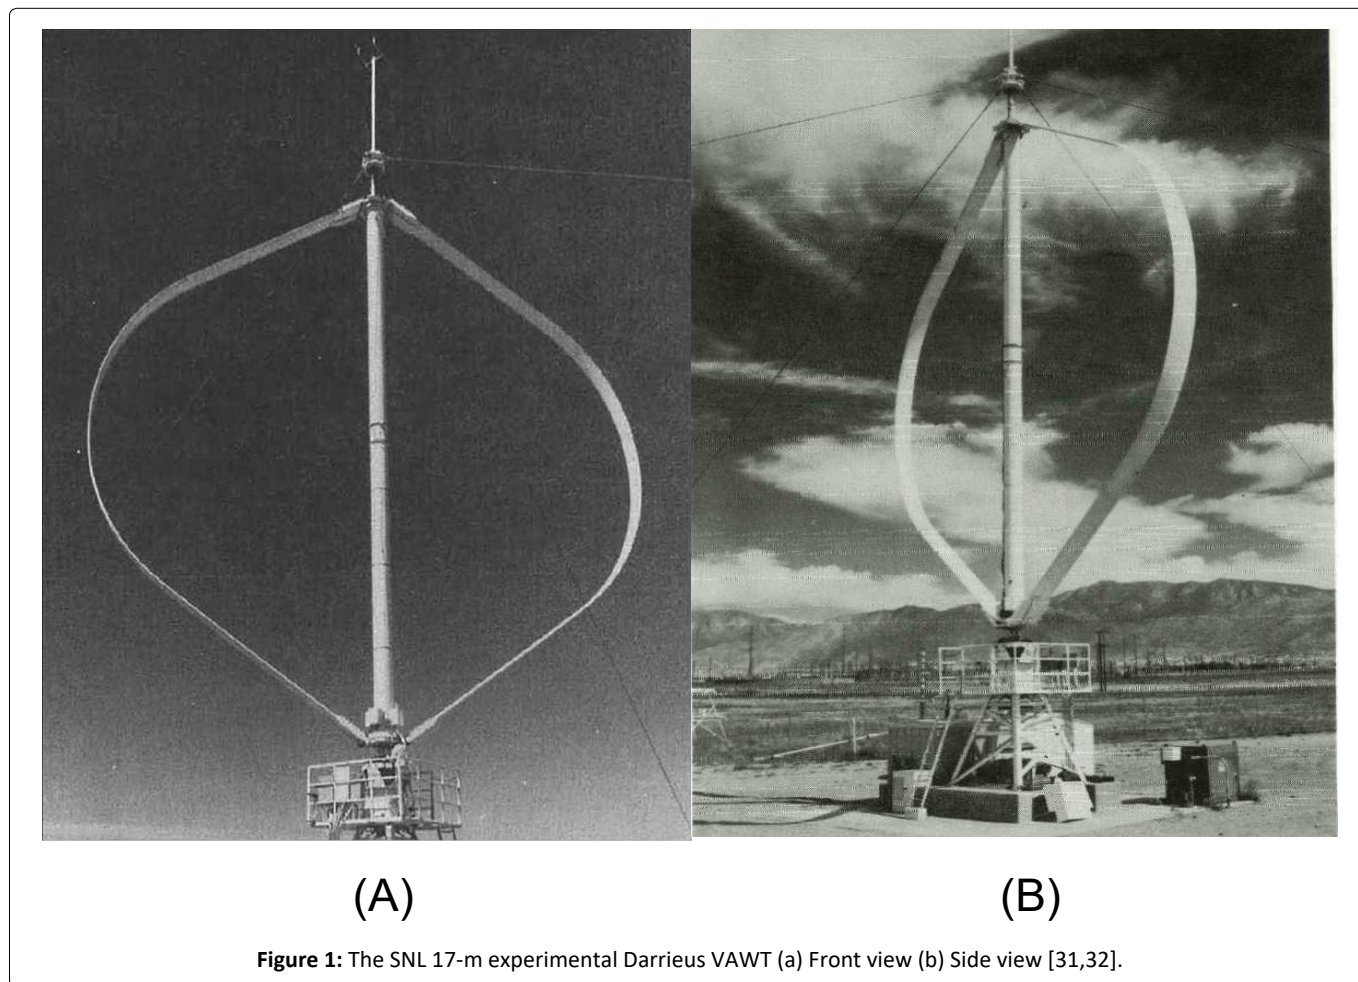 (A)
(B)
Figure 1: The SNL 17-m experimental Darrieus VAWT (a) Front view (b) Side view [31,32].